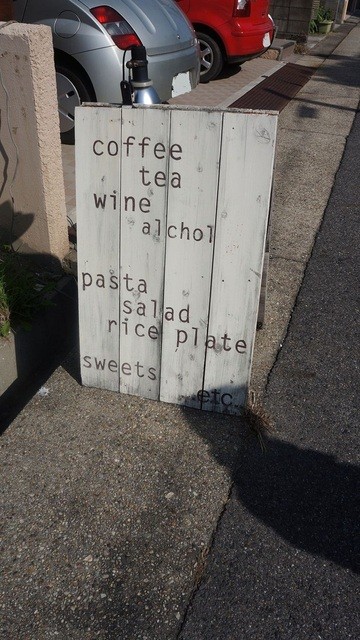 coffee
tea
wine
alchol
pasta
salad
rice plate
sweets
etc.